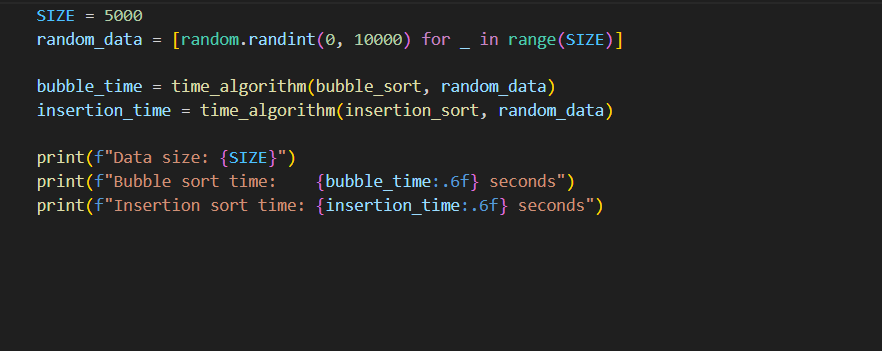 SIZE = 5000
random_data = [random.randint(0, 10000) for _ in range(SIZE)]
bubble_time = time_algorithm(bubble_sort, random_data)
insertion_time = time_algorithm(insertion_sort, random_data)
print(f"Data size: {SIZE}")
print(f"Bubble sort time:    {bubble_time:.6f} seconds")
print(f"Insertion sort time: {insertion_time:.6f} seconds")